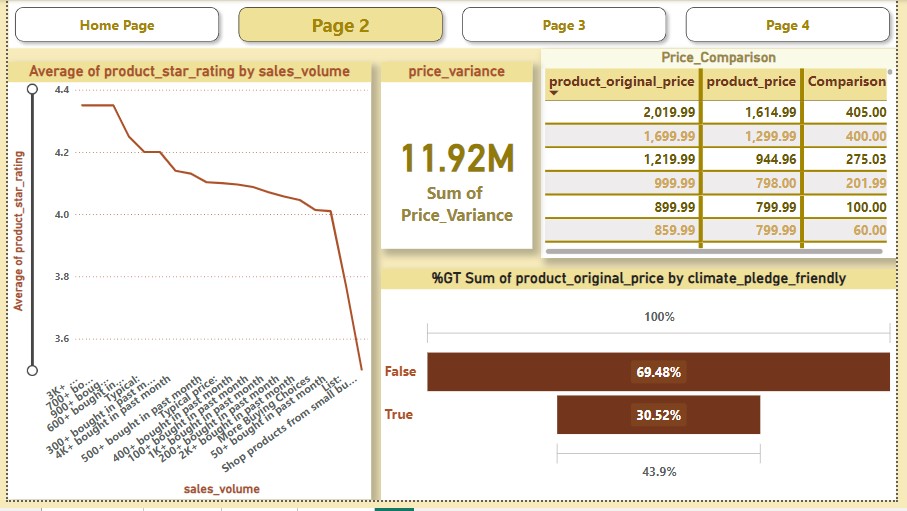 Home Page
Page 2
Page 3
Page 4
Average of product_star_rating by sales_volume
4.4
4.2
4.0
3.8
3.6
Average of product_star_rating
3K+ ...
700+ bo...
900+ boug...
600+ bought in...
Typical:
300+ bought in past m...
4K+ bought in past month
500+ bought in past month
Typical price:
400+ bought in past month
100+ bought in past month
1K+ bought in past month
200+ bought in past month
2K+ bought in past month
More Buying Choices
50+ bought in past month
List:
Shop products from small bu...
sales_volume
price_variance
11.92M
Sum of
Price_Variance
Price_Comparison
product_original_price product_price Comparison
2,019.99 1,614.99 405.00
1,699.99 1,299.99 400.00
1,219.99 944.96 275.03
999.99 798.00 201.99
899.99 799.99 100.00
859.99 799.99 60.00
%GT Sum of product_original_price by climate_pledge_friendly
100%
False 69.48%
True 30.52%
43.9%